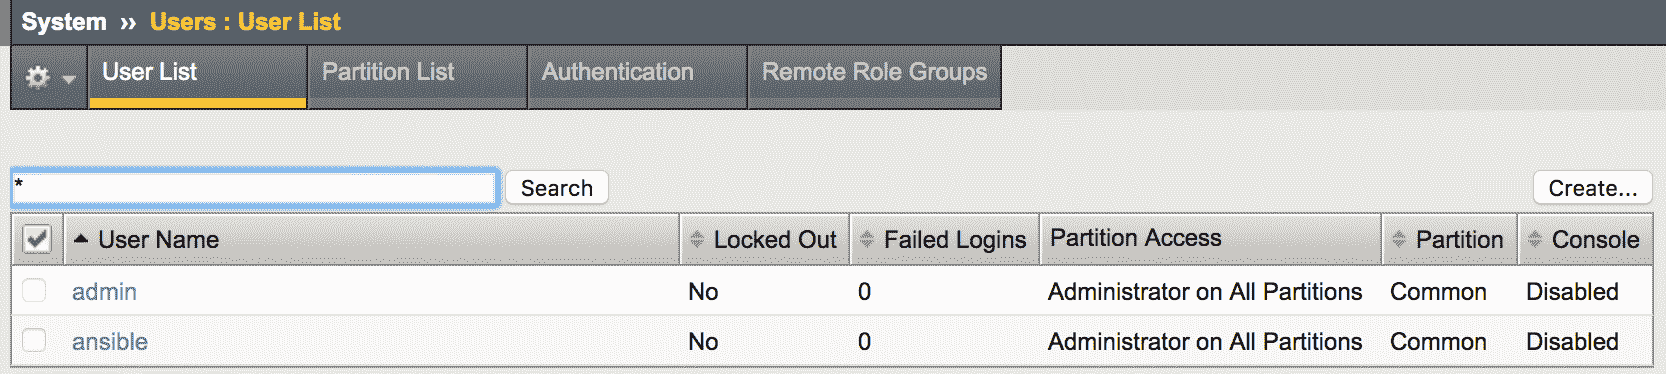 System » Users : User List
User List Partition List Authentication Remote Role Groups
* Search Create...
User Name Locked Out Failed Logins Partition Access Partition Console
admin No 0 Administrator on All Partitions Common Disabled
ansible No 0 Administrator on All Partitions Common Disabled